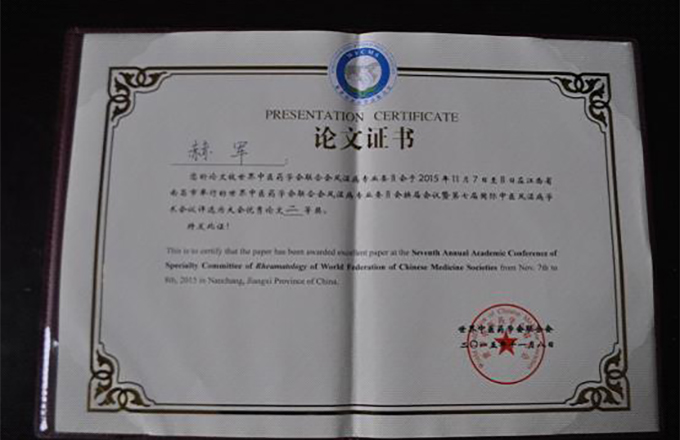 WFCMS
PRESENTATION CERTIFICATE
论文证书
赫军:
您的论文被世界中医药学会联合会风湿病专业委员会于2015年11月7日至8日在江西省
南昌市举行的世界中医药学会联合会风湿病专业委员会换届会议暨第七届国际中医风湿病学
术会议评选为大会优秀论文二等奖。
特发此证!
This is to certify that the paper has been awarded excellent paper at the Seventh Annual Academic Conference of
Specialty Committee of Rheumatology of World Federation of Chinese Medicine Societies from Nov. 7th to
8th, 2015 in Nanchang, Jiangxi Province of China.
世界中医药学会联合会
二〇一五年十一月八日